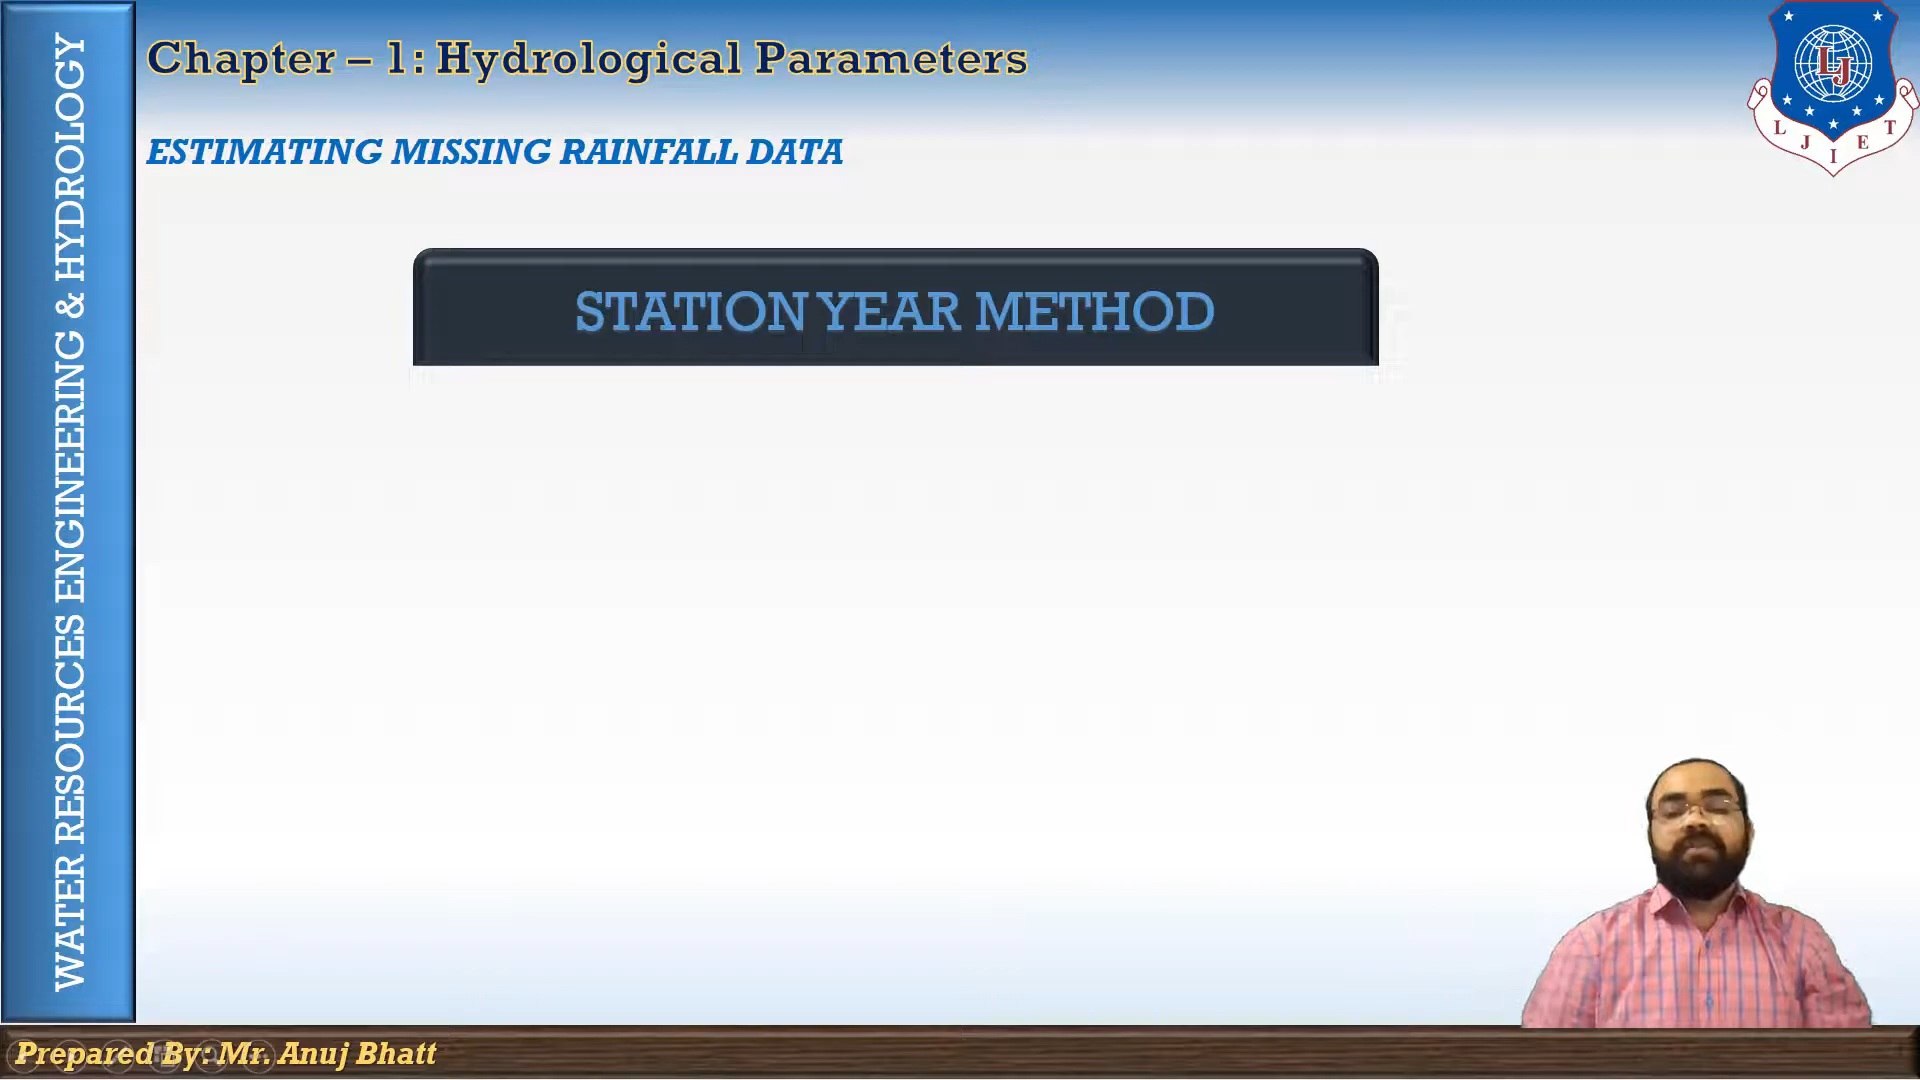 WATER RESOURCES ENGINEERING & HYDROLOGY
Chapter – 1: Hydrological Parameters
ESTIMATING MISSING RAINFALL DATA
STATION YEAR METHOD
LJ
L J I E T
Prepared By: Mr. Anuj Bhatt